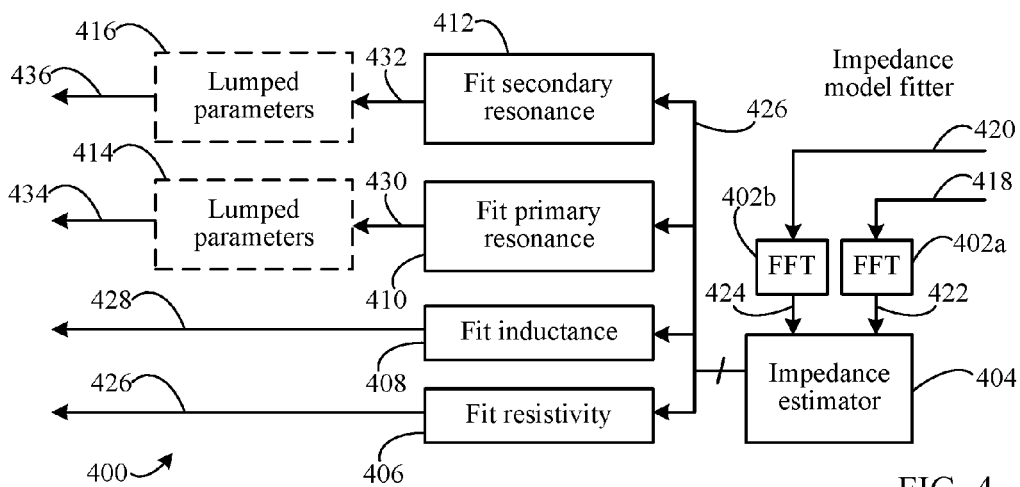 416
412
436
Lumped
parameters
432
Fit secondary
resonance
Impedance
model fitter
426
420
414
434
Lumped
parameters
430
Fit primary
resonance
418
402b
FFT
FFT
402a
410
424
422
428
Fit inductance
408
Impedance
estimator
404
426
Fit resistivity
406
400
FIG. 4